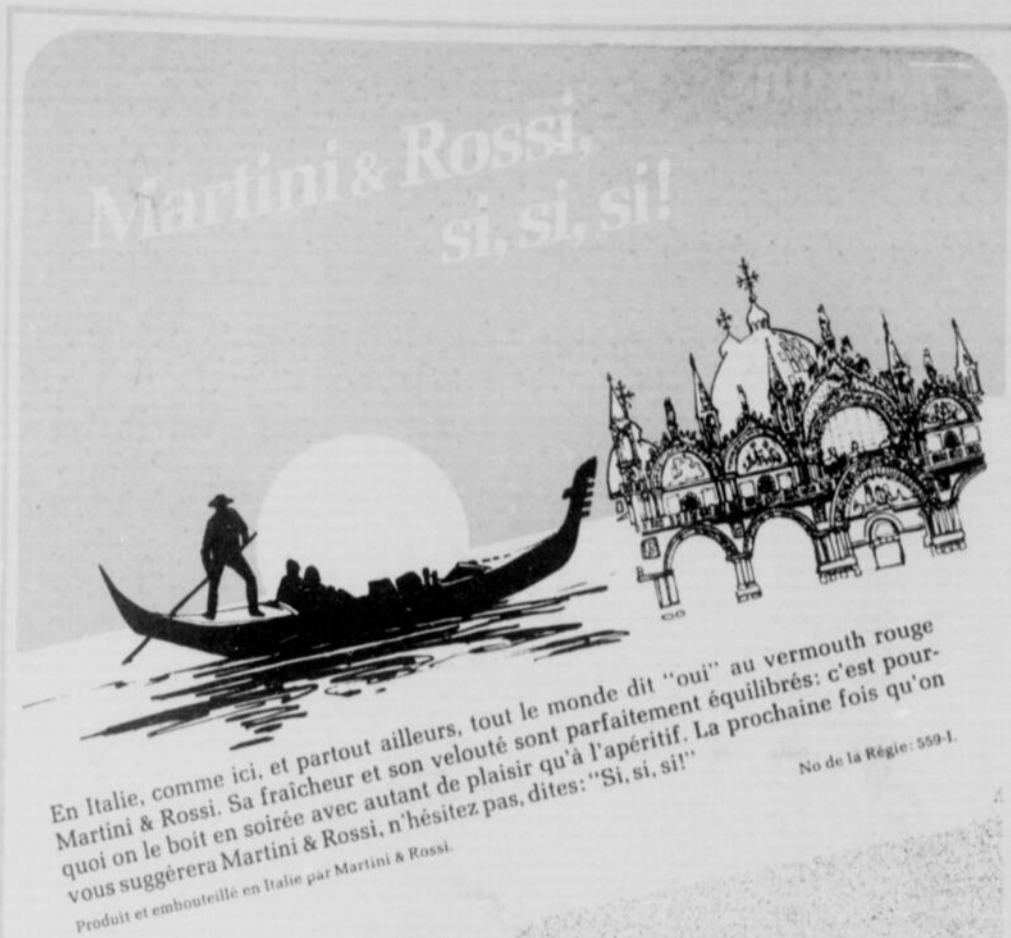 Martini & Rossi,
si, si, si!
En Italie, comme ici, et partout ailleurs, tout le monde dit “oui” au vermouth rouge
Martini & Rossi. Sa fraîcheur et son velouté sont parfaitement équilibrés: c'est pour-
quoi on le boit en soirée avec autant de plaisir qu'à l'apéritif. La prochaine fois qu'on
vous suggérera Martini & Rossi, n'hésitez pas, dites: “Si, si, si!”
No de la Régie: 559-I.
Produit et embouteillé en Italie par Martini & Rossi.